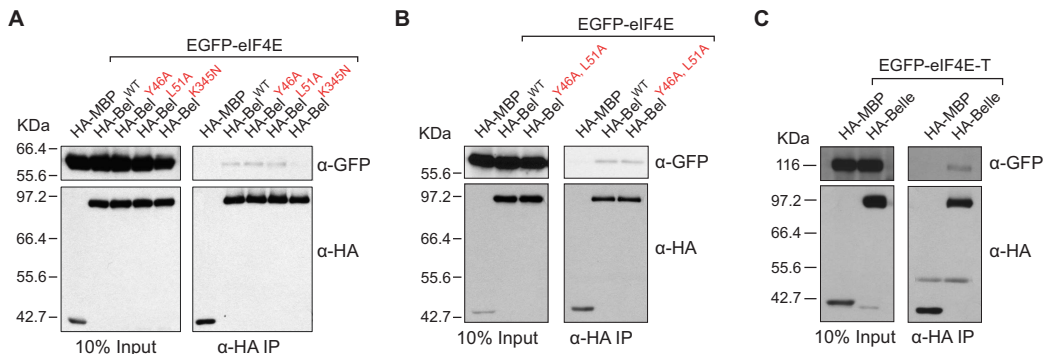 A
EGFP-eIF4E
HA-MBP
HA-Bel^WT
HA-Bel^Y46A
HA-Bel^L51A
HA-Bel^K345N
HA-MBP
HA-Bel^WT
HA-Bel^Y46A
HA-Bel^L51A
HA-Bel^K345N
KDa
66.4
55.6
97.2
66.4
55.6
42.7
α-GFP
α-HA
10% Input
α-HA IP
B
EGFP-eIF4E
HA-MBP
HA-Bel^WT
HA-Bel^Y46A, L51A
HA-MBP
HA-Bel^WT
HA-Bel^Y46A, L51A
KDa
66.4
55.6
97.2
66.4
55.6
42.7
α-GFP
α-HA
10% Input
α-HA IP
C
EGFP-eIF4E-T
HA-MBP
HA-Belle
HA-MBP
HA-Belle
KDa
116
97.2
66.4
55.6
42.7
α-GFP
α-HA
10% Input
α-HA IP